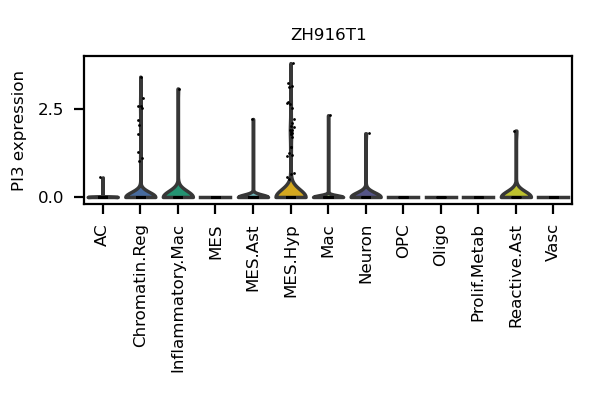 ZH916T1
PI3 expression
2.5
0.0
AC
Chromatin.Reg
Inflammatory.Mac
MES
MES.Ast
MES.Hyp
Mac
Neuron
OPC
Oligo
Prolif.Metab
Reactive.Ast
Vasc